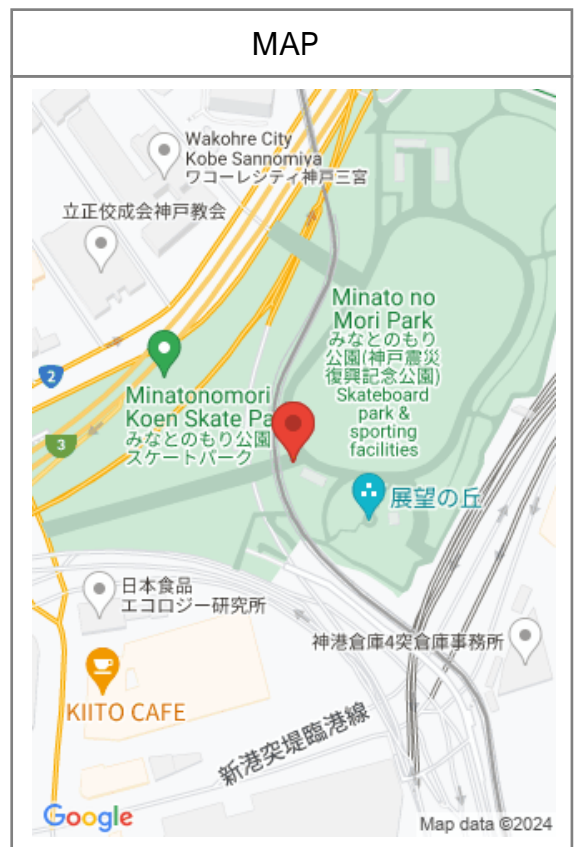 MAP
Wakohre City
Kobe Sannomiya
ワコーレシティ神戸三宮
立正佼成会神戸教会
Minato no
Mori Park
みなとのもり
公園(神戸震災
復興記念公園)
Skateboard
park &
sporting
facilities
2
Minatonomori
Koen Skate Pa
みなとのもり公園
スケートパーク
3
展望の丘
日本食品
エコロジー研究所
神港倉庫4突倉庫事務所
KIITO CAFE
新港突堤臨港線
Google
Map data ©2024